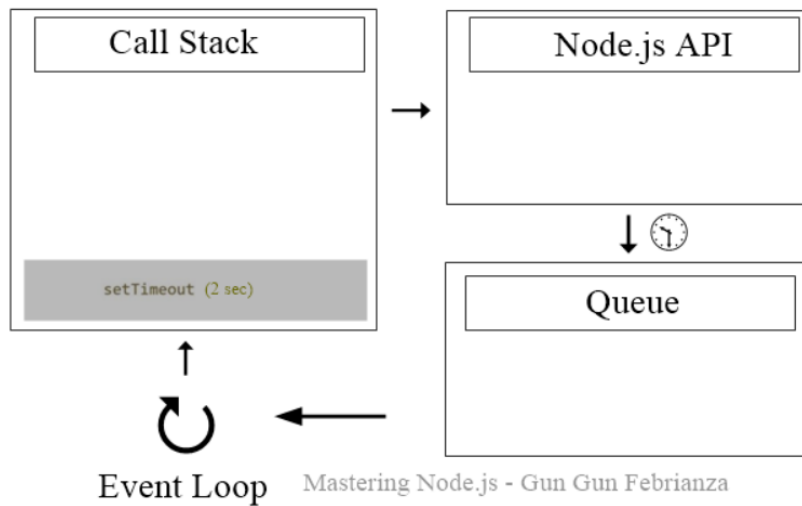 Call Stack
Node.js API
setTimeout (2 sec)
Queue
Event Loop
Mastering Node.js - Gun Gun Febrianza